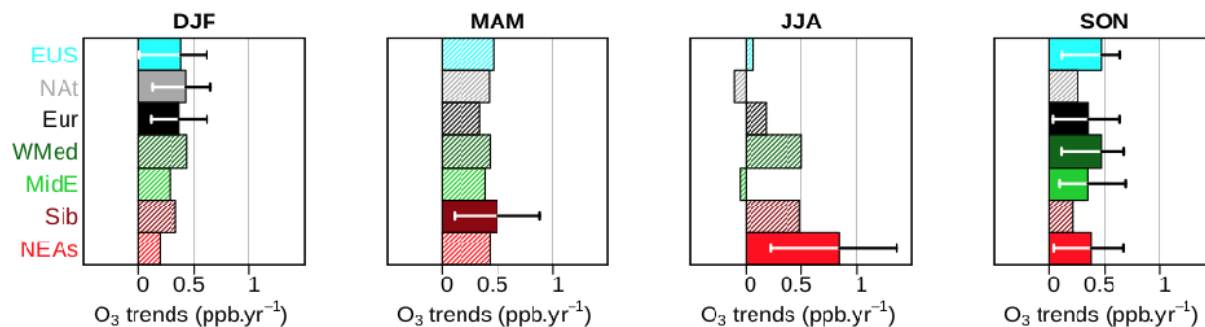 DJF MAM JJA SON
EUS
NAt
Eur
WMed
MidE
Sib
NEAs
0 0.5 1 0 0.5 1 0 0.5 1 0 0.5 1
O₃ trends (ppb.yr⁻¹) O₃ trends (ppb.yr⁻¹) O₃ trends (ppb.yr⁻¹) O₃ trends (ppb.yr⁻¹)